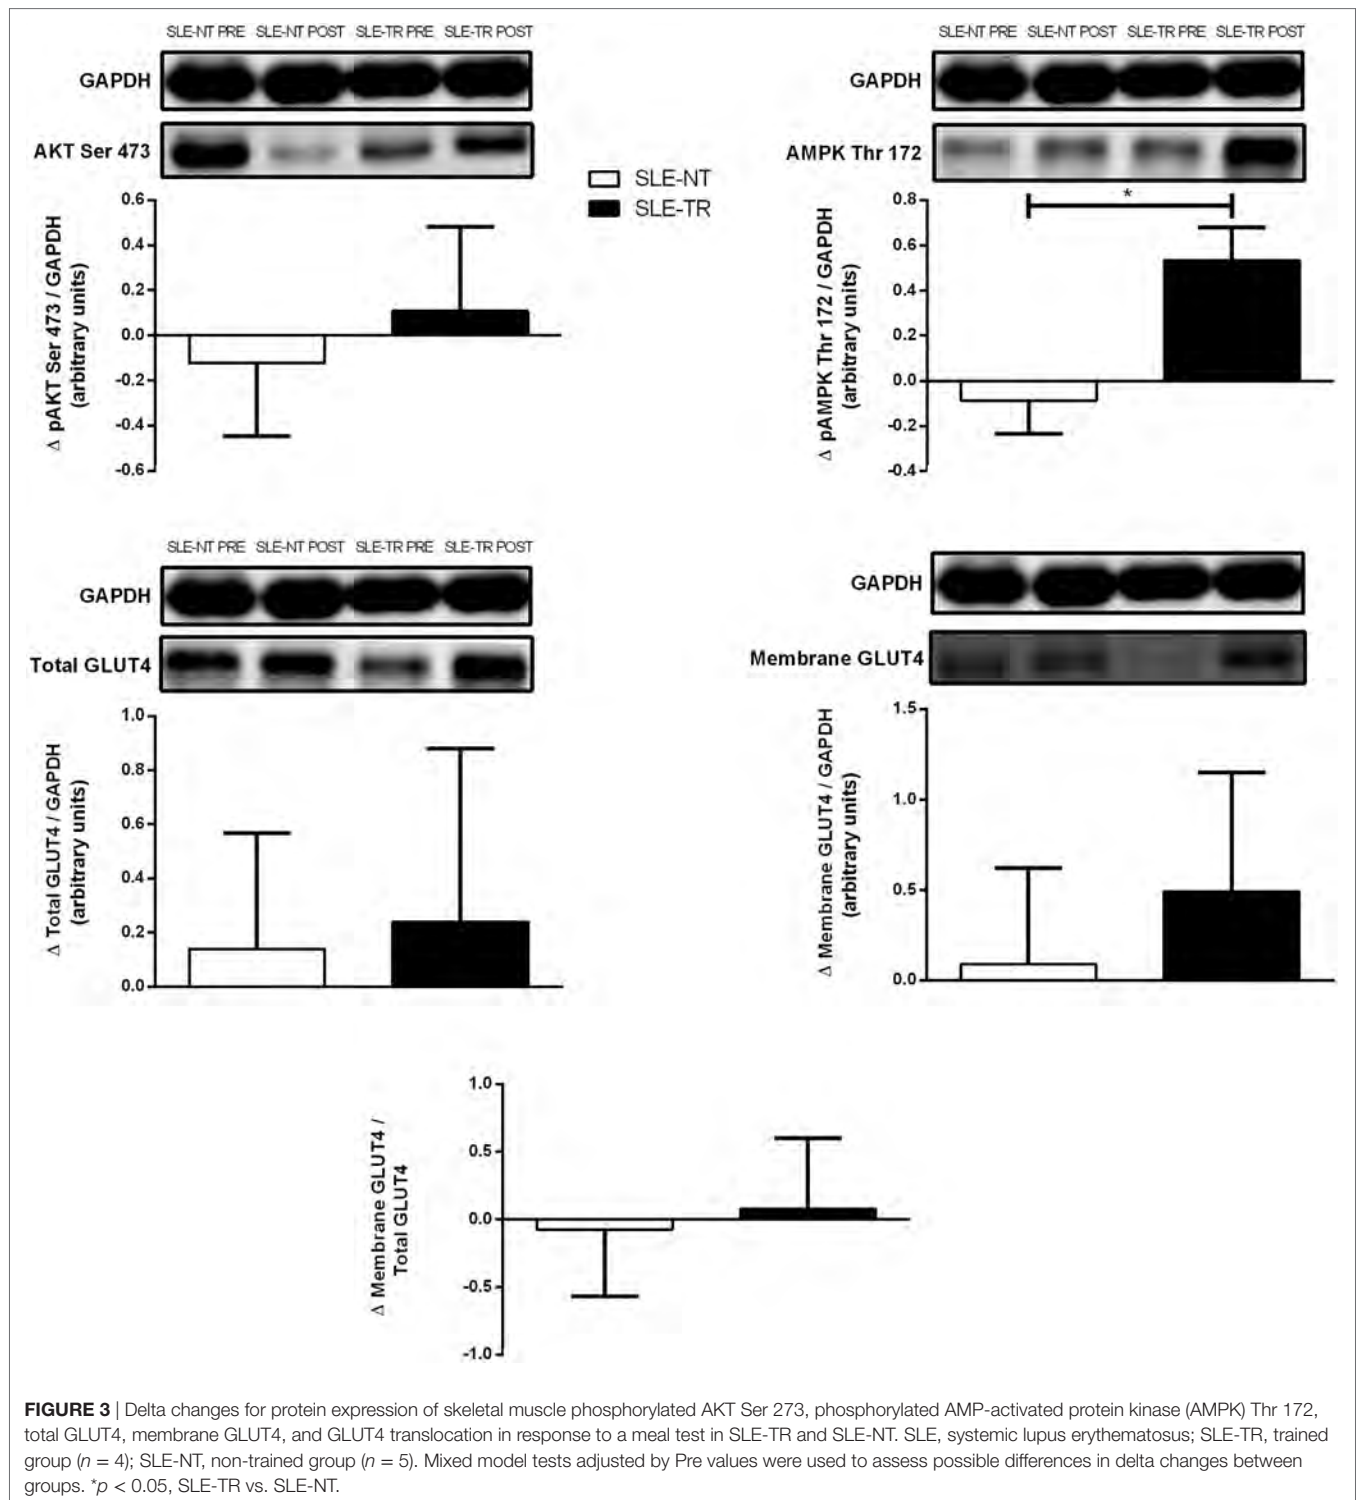 SLE-NT PRE SLE-NT POST SLE-TR PRE SLE-TR POST
GAPDH
AKT Ser 473
Δ pAKT Ser 473 / GAPDH
(arbitrary units)
0.6
0.4
0.2
0.0
-0.2
-0.4
-0.6
SLE-NT
SLE-TR
SLE-NT PRE SLE-NT POST SLE-TR PRE SLE-TR POST
GAPDH
AMPK Thr 172
*
Δ pAMPK Thr 172 / GAPDH
(arbitrary units)
0.8
0.6
0.4
0.2
0.0
-0.2
-0.4
SLE-NT PRE SLE-NT POST SLE-TR PRE SLE-TR POST
GAPDH
Total GLUT4
Δ Total GLUT4 / GAPDH
(arbitrary units)
1.0
0.8
0.6
0.4
0.2
0.0
GAPDH
Membrane GLUT4
Δ Membrane GLUT4 / GAPDH
(arbitrary units)
1.5
1.0
0.5
0.0
Δ Membrane GLUT4 /
Total GLUT4
1.0
0.5
0.0
-0.5
-1.0
FIGURE 3 | Delta changes for protein expression of skeletal muscle phosphorylated AKT Ser 273, phosphorylated AMP-activated protein kinase (AMPK) Thr 172,
total GLUT4, membrane GLUT4, and GLUT4 translocation in response to a meal test in SLE-TR and SLE-NT. SLE, systemic lupus erythematosus; SLE-TR, trained
group (n = 4); SLE-NT, non-trained group (n = 5). Mixed model tests adjusted by Pre values were used to assess possible differences in delta changes between
groups. *p < 0.05, SLE-TR vs. SLE-NT.